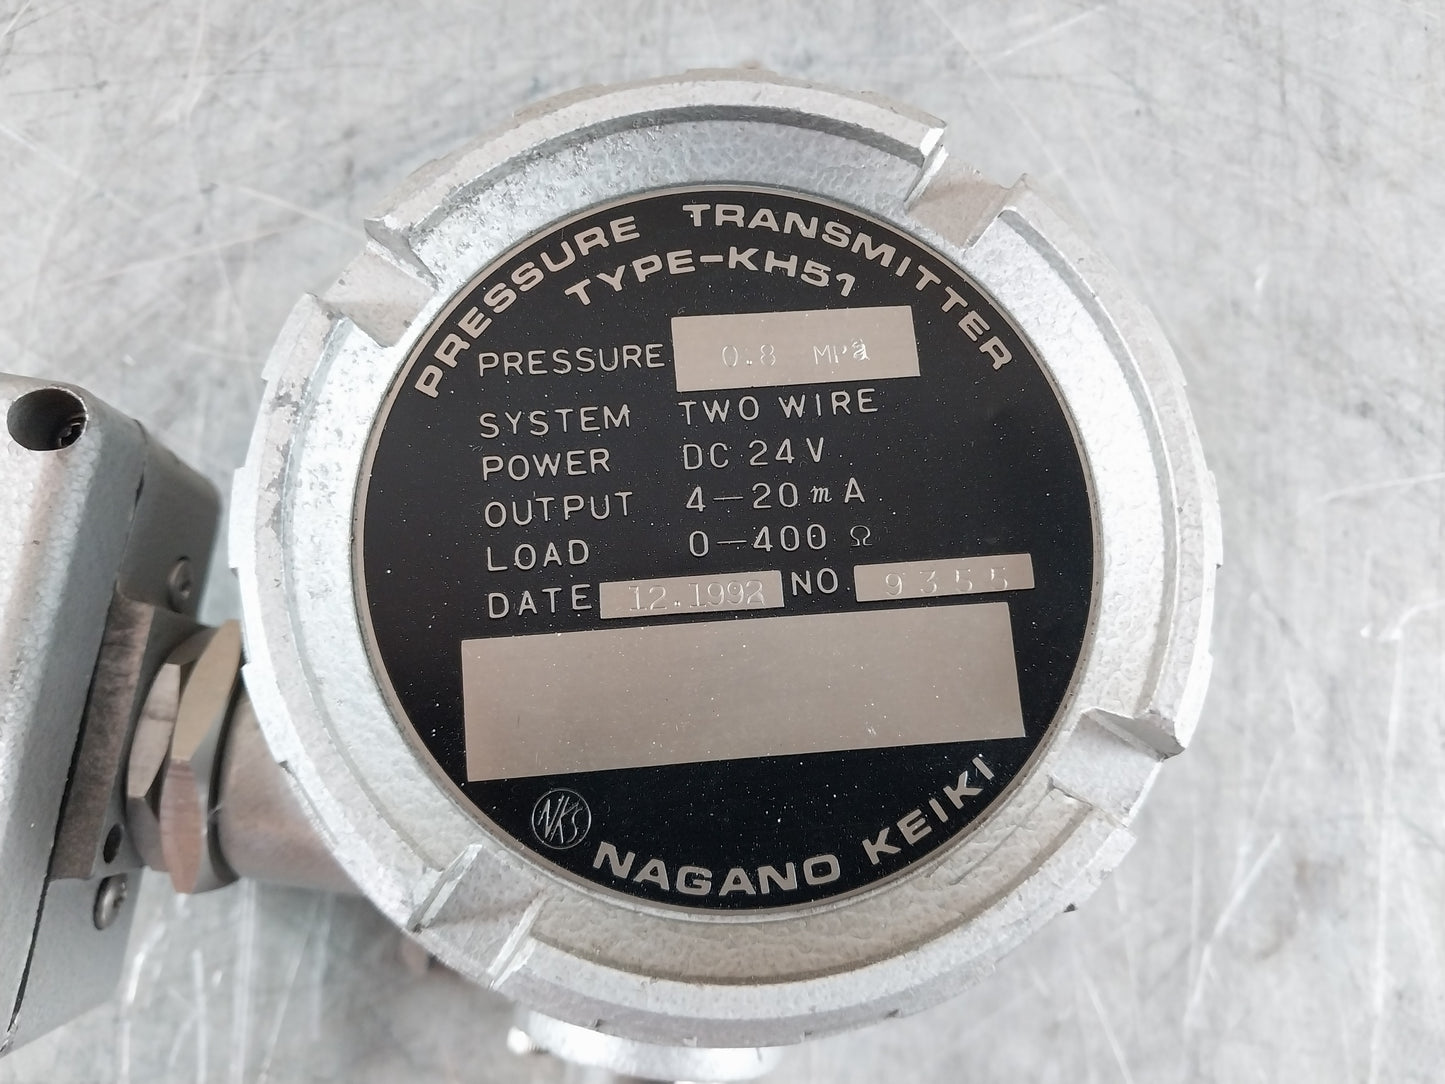 PRESSURE TRANSMITTER
TYPE-KH51
PRESSURE 0.8 MPa
SYSTEM TWO WIRE
POWER DC 24V
OUTPUT 4-20mA
LOAD 0-400 Ω
DATE 12.1992 NO. 9355
NKS
NAGANO KEIKI